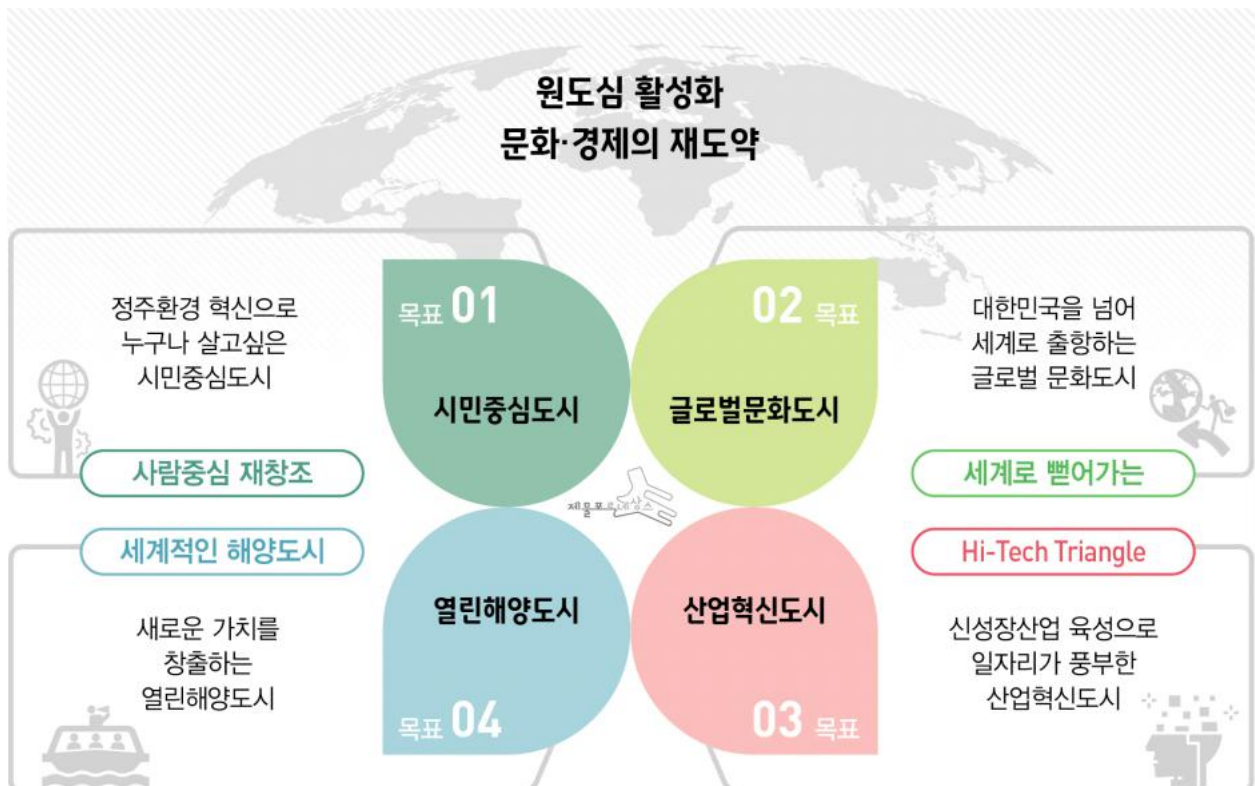 원도심 활성화
문화·경제의 재도약
정주환경 혁신으로
누구나 살고싶은
시민중심도시
사람중심 재창조
목표 01
시민중심도시
02 목표
글로벌문화도시
대한민국을 넘어
세계로 출항하는
글로벌 문화도시
세계로 뻗어가는
제물포르네상스
세계적인 해양도시
새로운 가치를
창출하는
열린해양도시
열린해양도시
목표 04
산업혁신도시
03 목표
Hi-Tech Triangle
신성장산업 육성으로
일자리가 풍부한
산업혁신도시